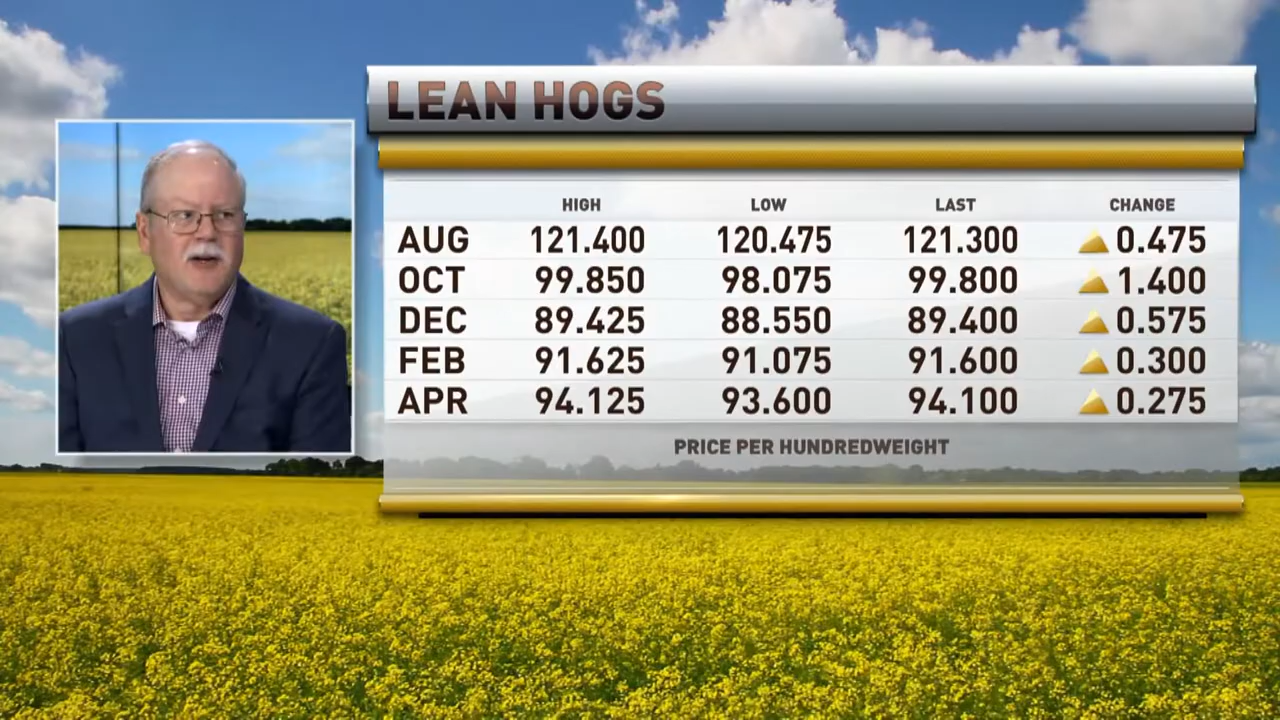 LEAN HOGS
HIGH LOW LAST CHANGE
AUG 121.400 120.475 121.300 0.475
OCT 99.850 98.075 99.800 1.400
DEC 89.425 88.550 89.400 0.575
FEB 91.625 91.075 91.600 0.300
APR 94.125 93.600 94.100 0.275
PRICE PER HUNDREDWEIGHT